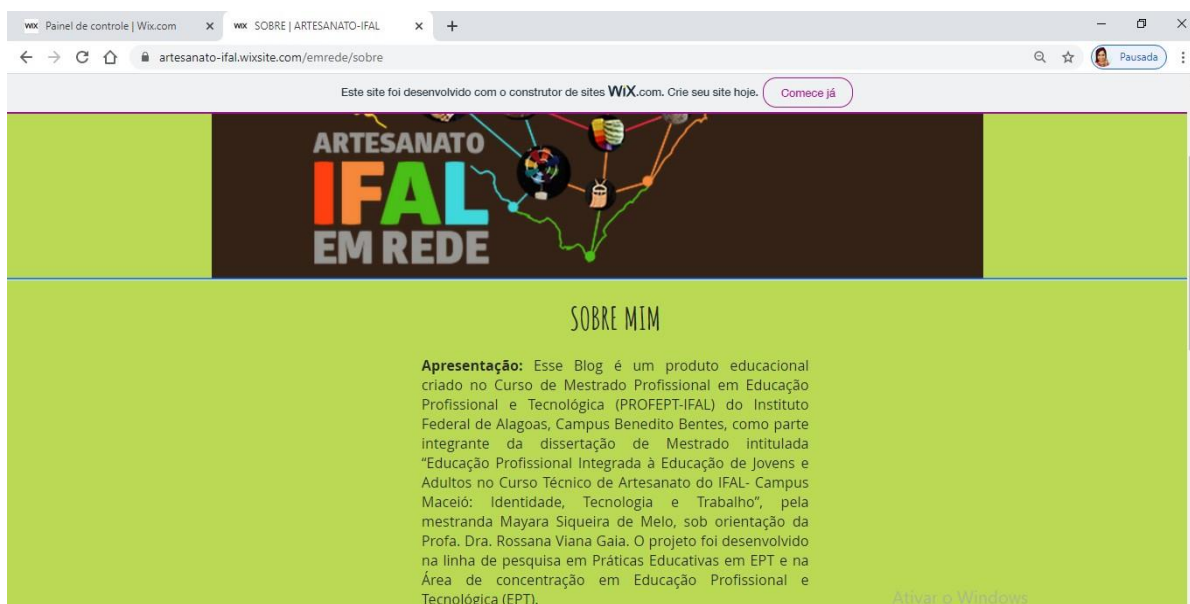 WiX Painel de controle | Wix.com
WiX SOBRE | ARTESANATO-IFAL
artesanato-ifal.wixsite.com/emrede/sobre
Pausada
Este site foi desenvolvido com o construtor de sites WiX.com. Crie seu site hoje. Comece já
ARTESANATO
IFAL
EM REDE
SOBRE MIM
Apresentação: Esse Blog é um produto educacional
criado no Curso de Mestrado Profissional em Educação
Profissional e Tecnológica (PROFEPT-IFAL) do Instituto
Federal de Alagoas, Campus Benedito Bentes, como parte
integrante da dissertação de Mestrado intitulada
“Educação Profissional Integrada à Educação de Jovens e
Adultos no Curso Técnico de Artesanato do IFAL- Campus
Maceió: Identidade, Tecnologia e Trabalho”, pela
mestranda Mayara Siqueira de Melo, sob orientação da
Profa. Dra. Rossana Viana Gaia. O projeto foi desenvolvido
na linha de pesquisa em Práticas Educativas em EPT e na
Área de concentração em Educação Profissional e
Tecnológica (EPT).
Ativar o Windows